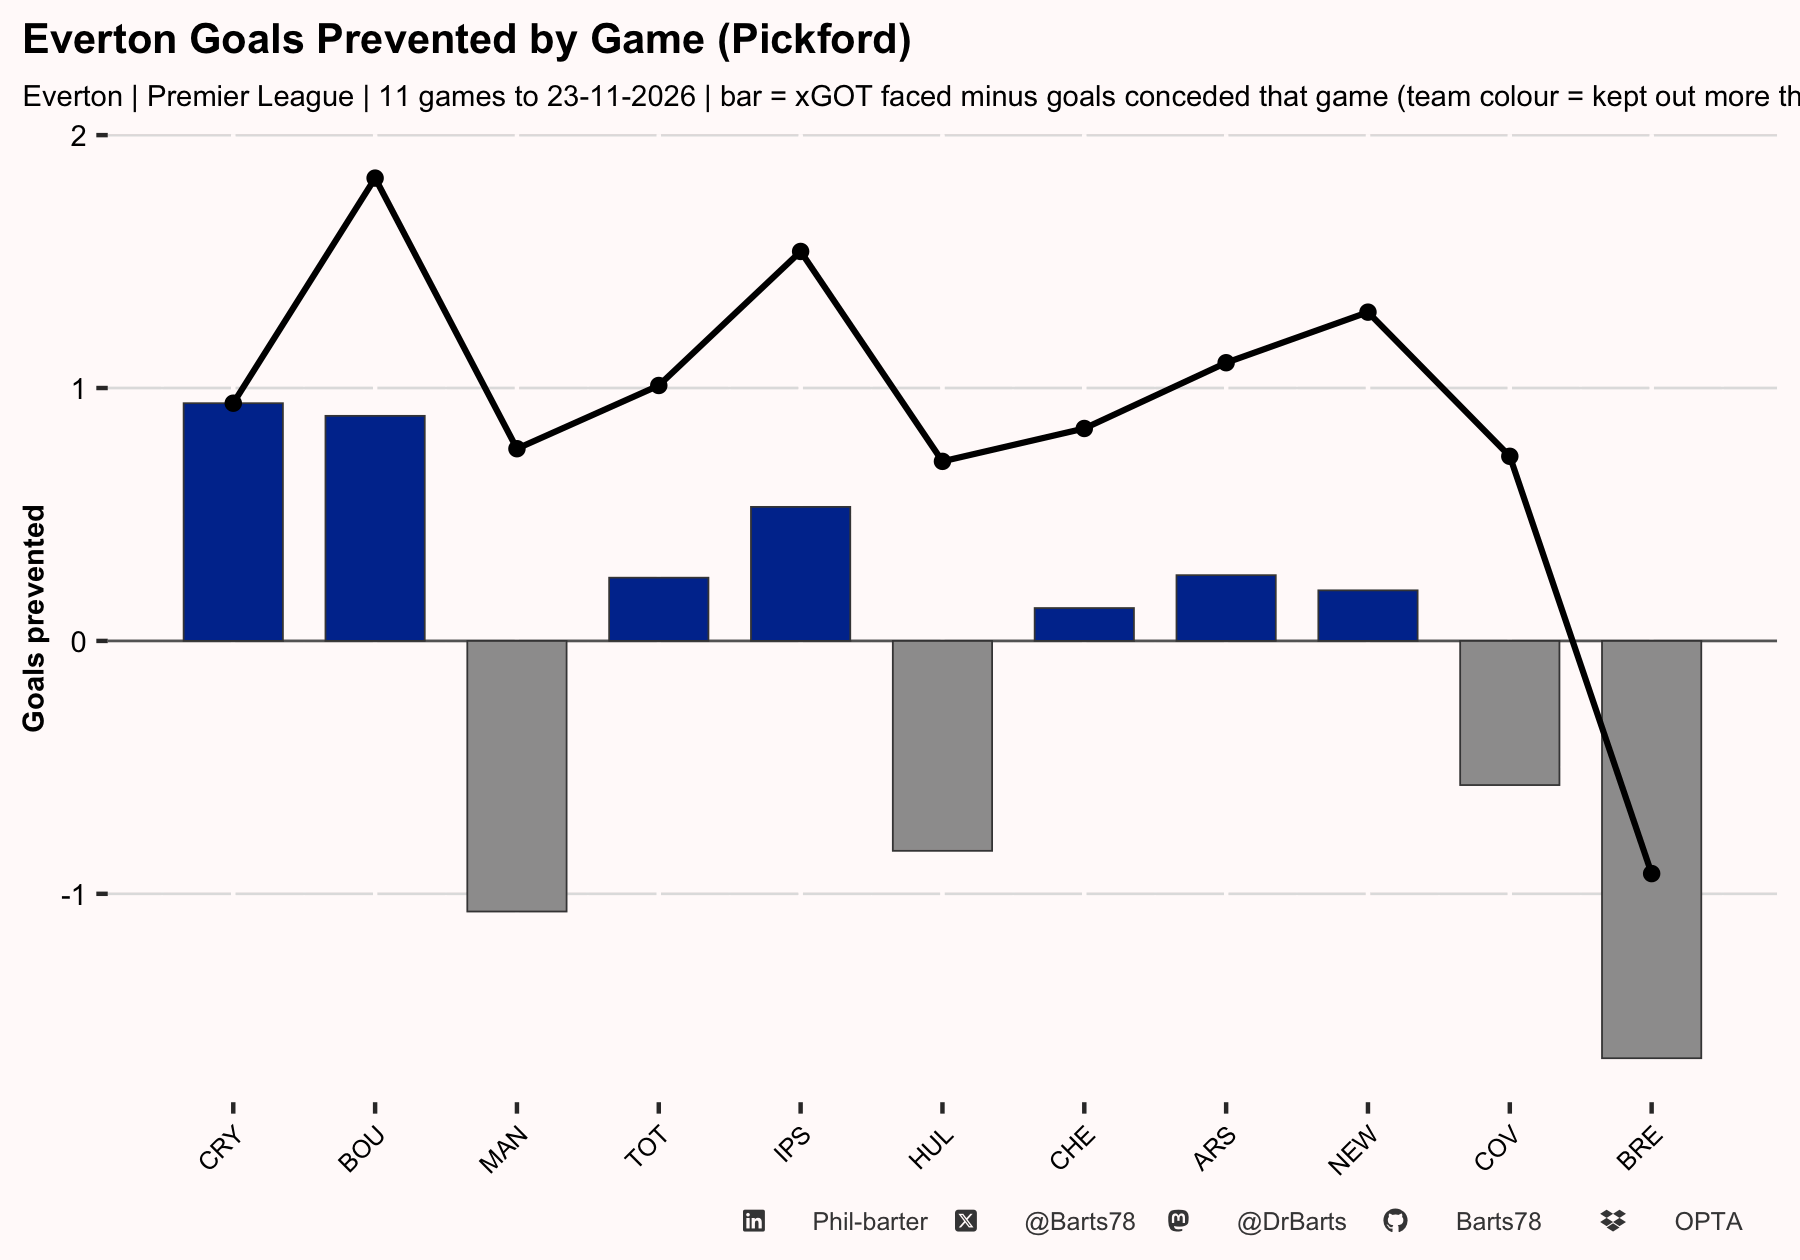 Everton Goals Prevented by Game (Pickford)
Everton | Premier League | 11 games to 23-11-2026 | bar = xGOT faced minus goals conceded that game (team colour = kept out more th
2
1
0
-1
Goals prevented
CRY
BOU
MAN
TOT
IPS
HUL
CHE
ARS
NEW
COV
BRE
Phil-barter @Barts78 @DrBarts Barts78 OPTA